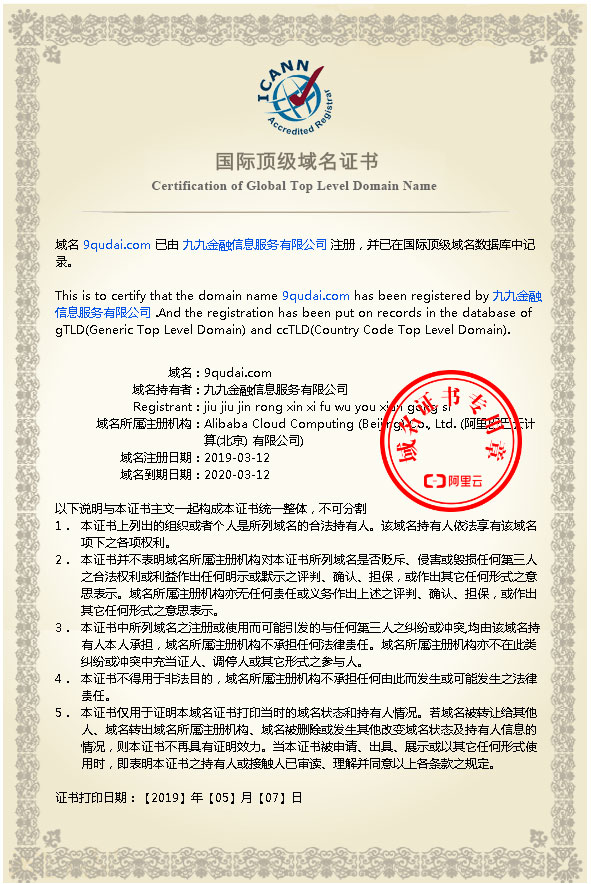 ICANN
Accredited Registrar
国际顶级域名证书
Certification of Global Top Level Domain Name
域名 9qudai.com 已由 九九金融信息服务有限公司 注册，并已在国际顶级域名数据库中记
录。
This is to certify that the domain name 9qudai.com has been registered by 九九金融
信息服务有限公司 .And the registration has been put on records in the database of
gTLD(Generic Top Level Domain) and ccTLD(Country Code Top Level Domain).
域名：9qudai.com
域名持有者：九九金融信息服务有限公司
Registrant：jiu jiu jin rong xin xi fu wu you xian gong si
域名所属注册机构：Alibaba Cloud Computing (Beijing) Co., Ltd. (阿里巴巴云计
算(北京) 有限公司)
域名注册日期：2019-03-12
域名到期日期：2020-03-12
域名证书专用章
阿里云
以下说明与本证书主文一起构成本证书统一整体，不可分割
1． 本证书上列出的组织或者个人是所列域名的合法持有人。该域名持有人依法享有该域名
项下之各项权利。
2． 本证书并不表明域名所属注册机构对本证书所列域名是否贬斥、侵害或毁损任何第三人
之合法权利或利益作出任何明示或默示之评判、确认、担保，或作出其它任何形式之意
思表示。域名所属注册机构亦无任何责任或义务作出上述之评判、确认、担保，或作出
其它任何形式之意思表示。
3． 本证书中所列域名之注册或使用而可能引发的与任何第三人之纠纷或冲突,均由该域名持
有人本人承担，域名所属注册机构不承担任何法律责任。域名所属注册机构亦不在此类
纠纷或冲突中充当证人、调停人或其它形式之参与人。
4． 本证书不得用于非法目的，域名所属注册机构不承担任何由此而发生或可能发生之法律
责任。
5． 本证书仅用于证明本域名证书打印当时的域名状态和持有人情况。若域名被转让给其他
人、域名转出域名所属注册机构、域名被删除或发生其他改变域名状态及持有人信息的
情况，则本证书不再具有证明效力。当本证书被申请、出具、展示或以其它任何形式使
用时，即表明本证书之持有人或接触人已审读、理解并同意以上各条款之规定。
证书打印日期：【2019】年【05】月【07】日